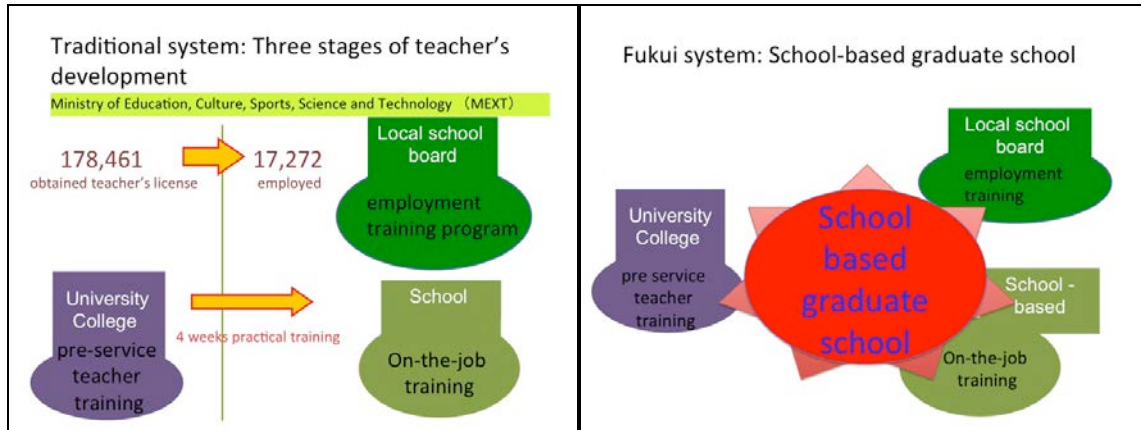 Traditional system: Three stages of teacher's
development
Ministry of Education, Culture, Sports, Science and Technology （MEXT）
178,461
obtained teacher's license
17,272
employed
Local school
board
employment
training program
University
College
pre-service
teacher
training
4 weeks practical training
School
On-the-job
training
Fukui system: School-based graduate school
Local school
board
employment
training
University
College
pre service
teacher
training
School
based
graduate
school
School -
based
On-the-job
training